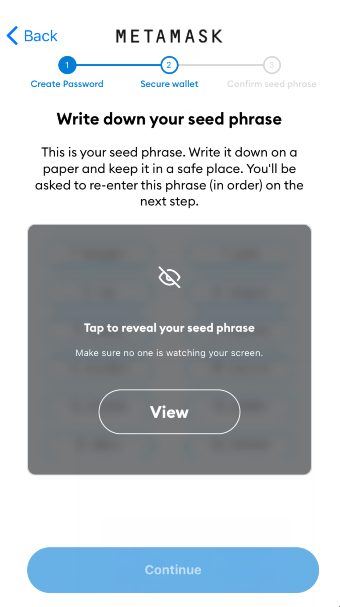 Back
METAMASK
1
2
3
Create Password
Secure wallet
Confirm seed phrase
Write down your seed phrase
This is your seed phrase. Write it down on a
paper and keep it in a safe place. You'll be
asked to re-enter this phrase (in order) on the
next step.
Tap to reveal your seed phrase
Make sure no one is watching your screen.
View
Continue